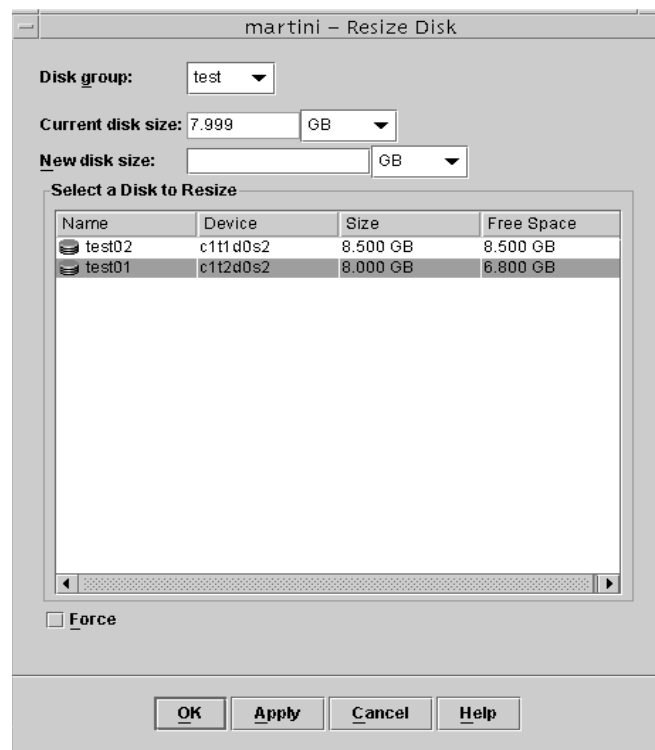 martini – Resize Disk
Disk group: test
Current disk size: 7.999 GB
New disk size: GB
Select a Disk to Resize
Name Device Size Free Space
test02 c1t1d0s2 8.500 GB 8.500 GB
test01 c1t2d0s2 8.000 GB 6.800 GB
Force
OK Apply Cancel Help